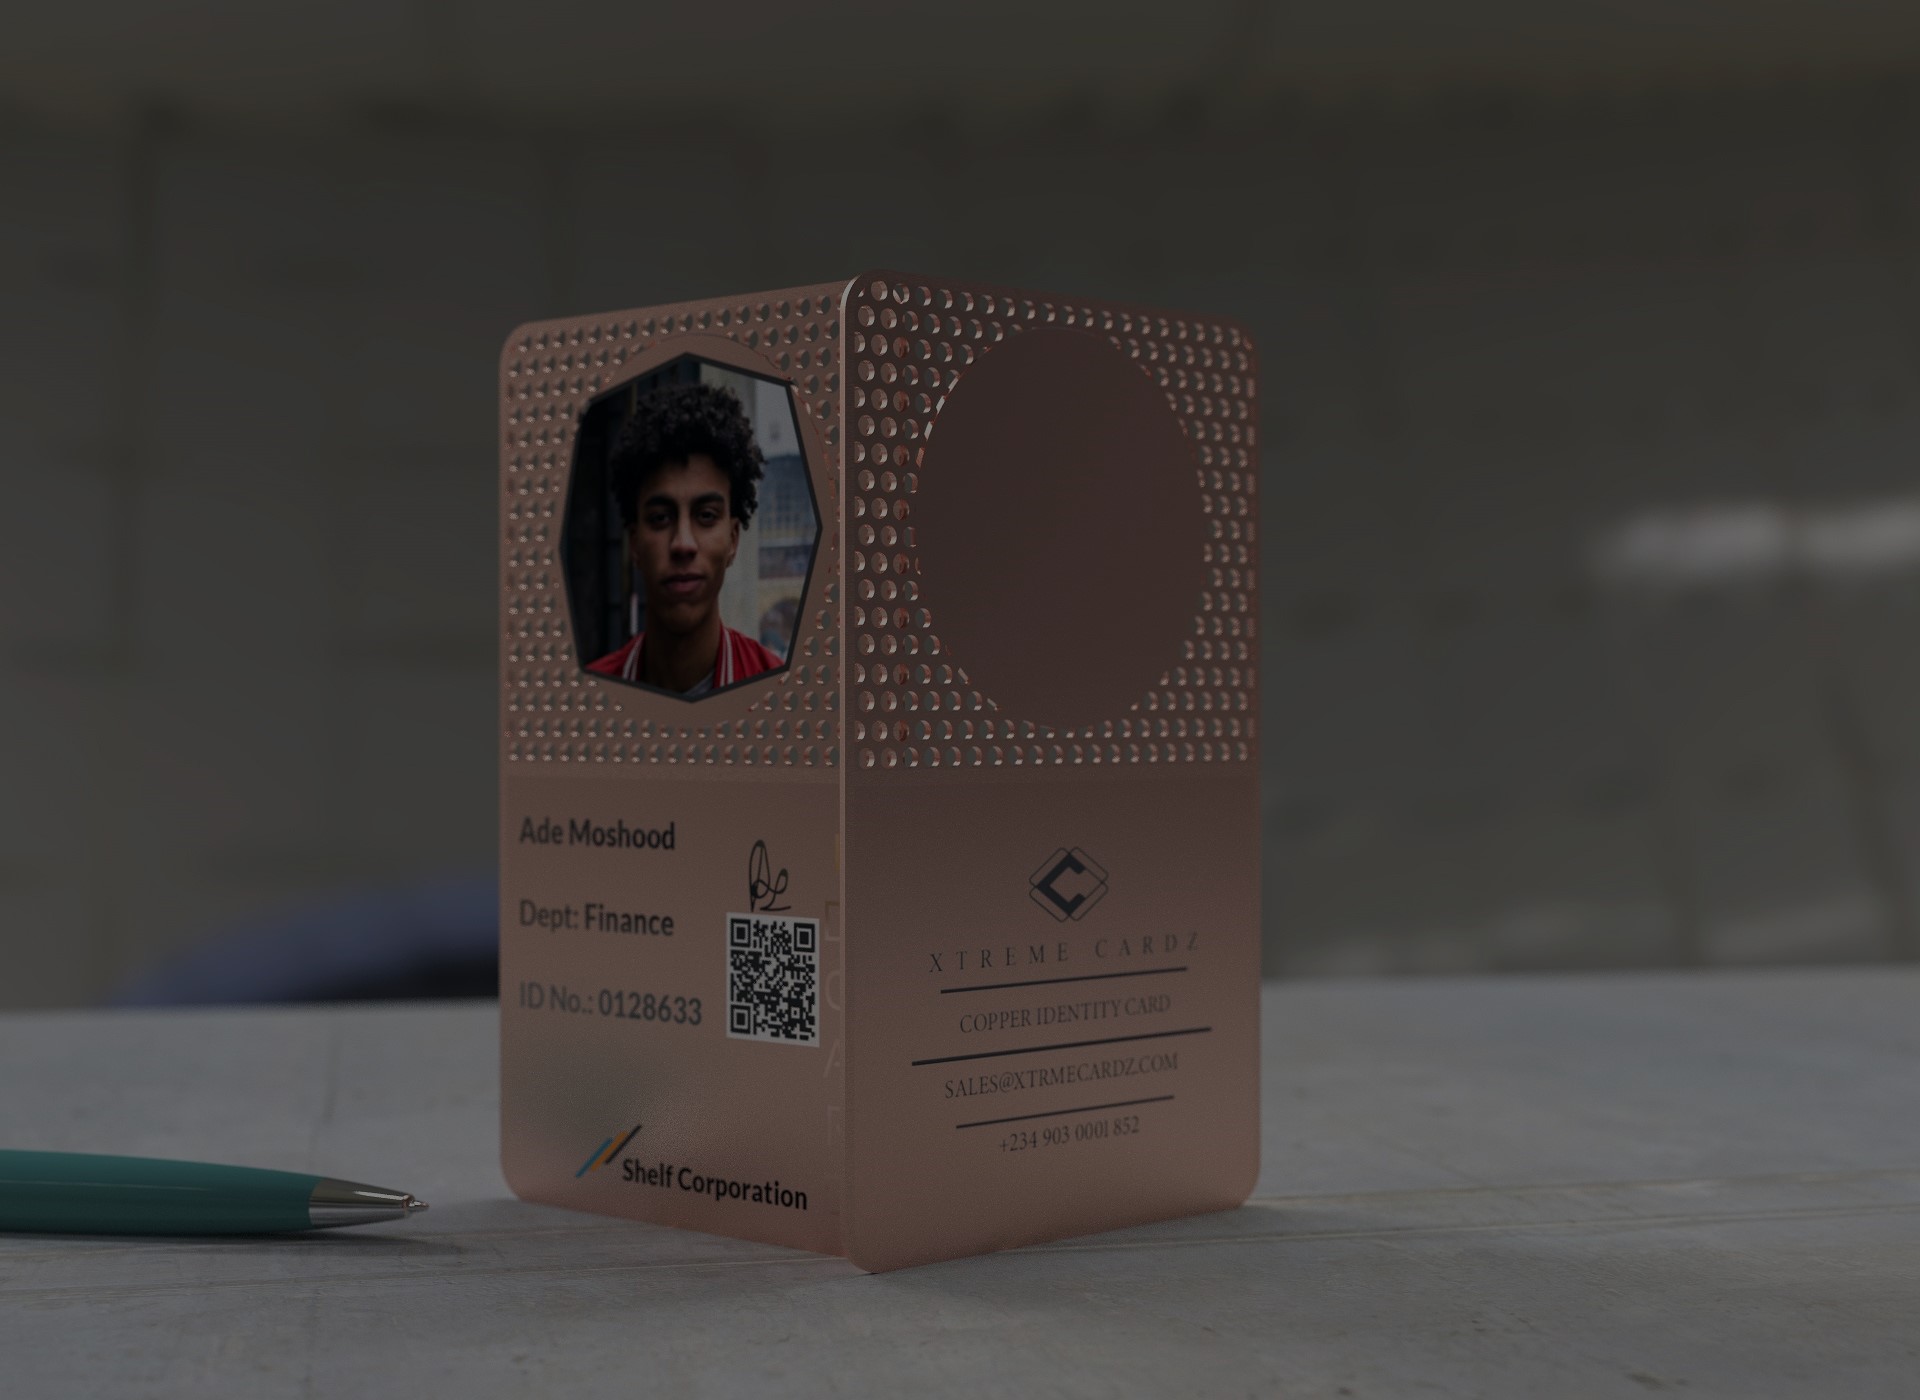 Ade Moshood
Dept: Finance
ID No.: 0128633
Shelf Corporation
XTREME CARDZ
COPPER IDENTITY CARD
SALES@XTRMECARDZ.COM
+234 903 0001 852